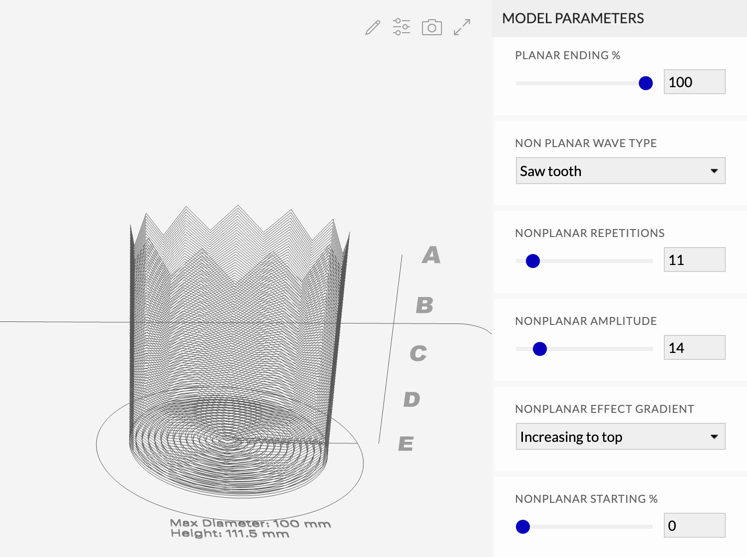 MODEL PARAMETERS
PLANAR ENDING %
100
NON PLANAR WAVE TYPE
Saw tooth
NONPLANAR REPETITIONS
11
NONPLANAR AMPLITUDE
14
NONPLANAR EFFECT GRADIENT
Increasing to top
NONPLANAR STARTING %
0
A
B
C
D
E
Max Diameter: 100 mm
Height: 111.5 mm